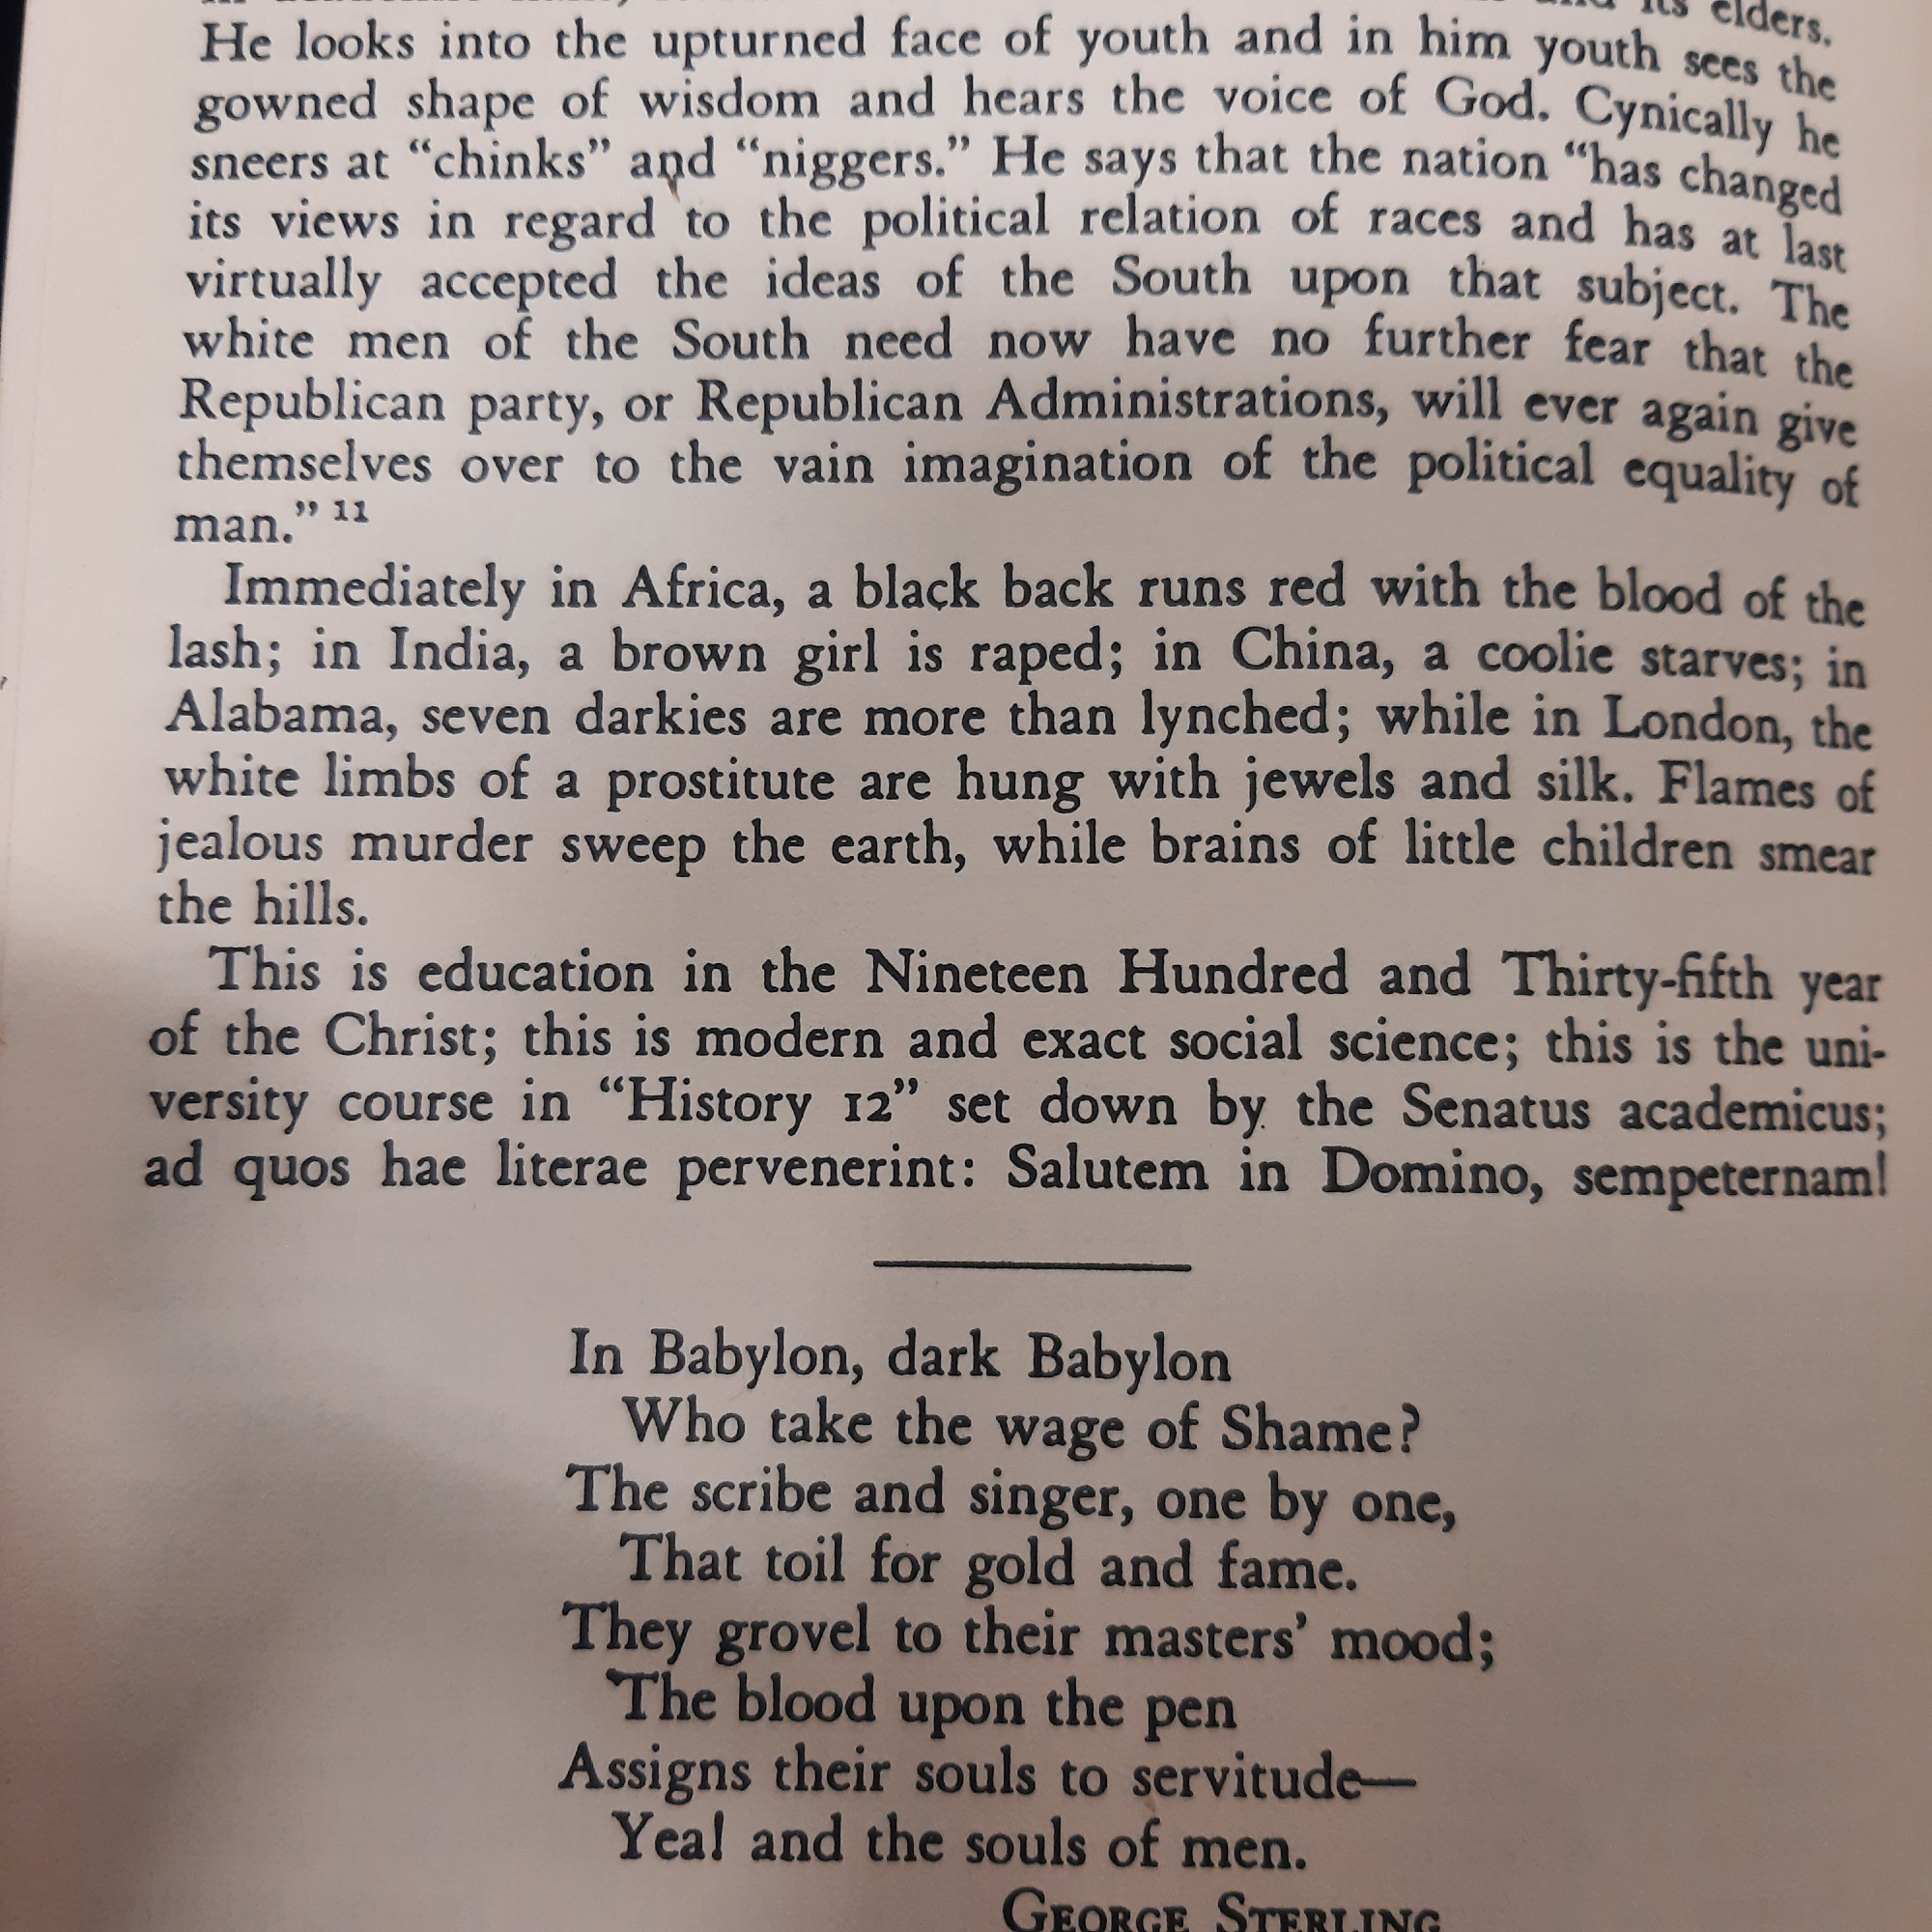 its elders.
He looks into the upturned face of youth and in him youth sees the
gowned shape of wisdom and hears the voice of God. Cynically he
sneers at “chinks” and “niggers.” He says that the nation “has changed
its views in regard to the political relation of races and has at last
virtually accepted the ideas of the South upon that subject. The
white men of the South need now have no further fear that the
Republican party, or Republican Administrations, will ever again give
themselves over to the vain imagination of the political equality of
man.” 11
Immediately in Africa, a black back runs red with the blood of the
lash; in India, a brown girl is raped; in China, a coolie starves; in
Alabama, seven darkies are more than lynched; while in London, the
white limbs of a prostitute are hung with jewels and silk. Flames of
jealous murder sweep the earth, while brains of little children smear
the hills.
This is education in the Nineteen Hundred and Thirty-fifth year
of the Christ; this is modern and exact social science; this is the uni-
versity course in “History 12” set down by the Senatus academicus;
ad quos hae literae pervenerint: Salutem in Domino, sempeternam!
In Babylon, dark Babylon
Who take the wage of Shame?
The scribe and singer, one by one,
That toil for gold and fame.
They grovel to their masters’ mood;
The blood upon the pen
Assigns their souls to servitude—
Yea! and the souls of men.
GEORGE STERLING